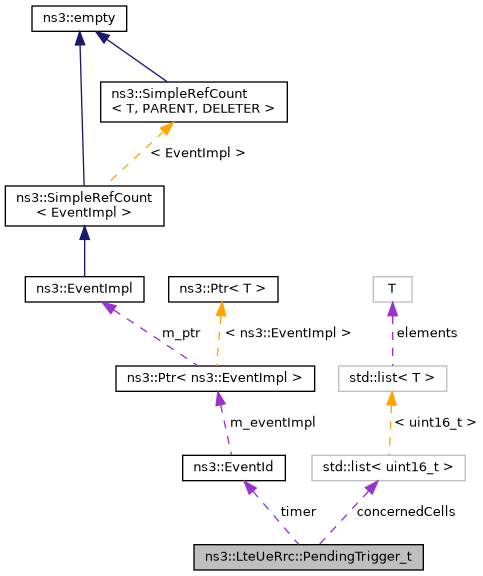 ns3::empty
ns3::SimpleRefCount
< T, PARENT, DELETER >
< EventImpl >
ns3::SimpleRefCount
< EventImpl >
ns3::EventImpl
ns3::Ptr< T >
T
m_ptr
< ns3::EventImpl >
elements
ns3::Ptr< ns3::EventImpl >
std::list< T >
m_eventImpl
< uint16_t >
ns3::EventId
std::list< uint16_t >
timer
concernedCells
ns3::LteUeRrc::PendingTrigger_t